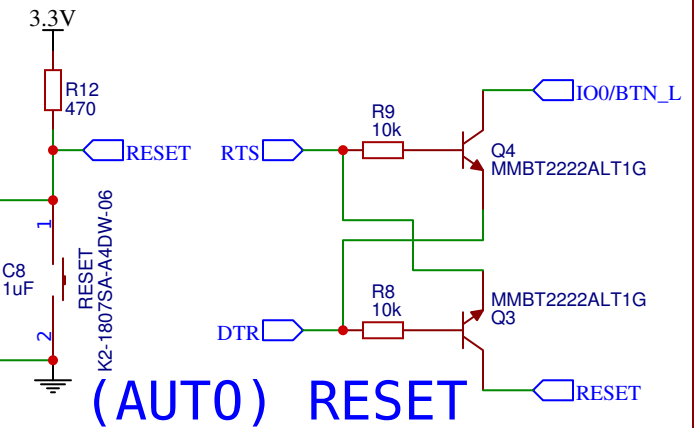 3.3V
R12
470
RESET
1
RESET
K2-1807SA-A4DW-06
C8
1uF
2
RTS
R9
10k
IO0/BTN_L
Q4
MMBT2222ALT1G
DTR
R8
10k
MMBT2222ALT1G
Q3
RESET
(AUTO) RESET